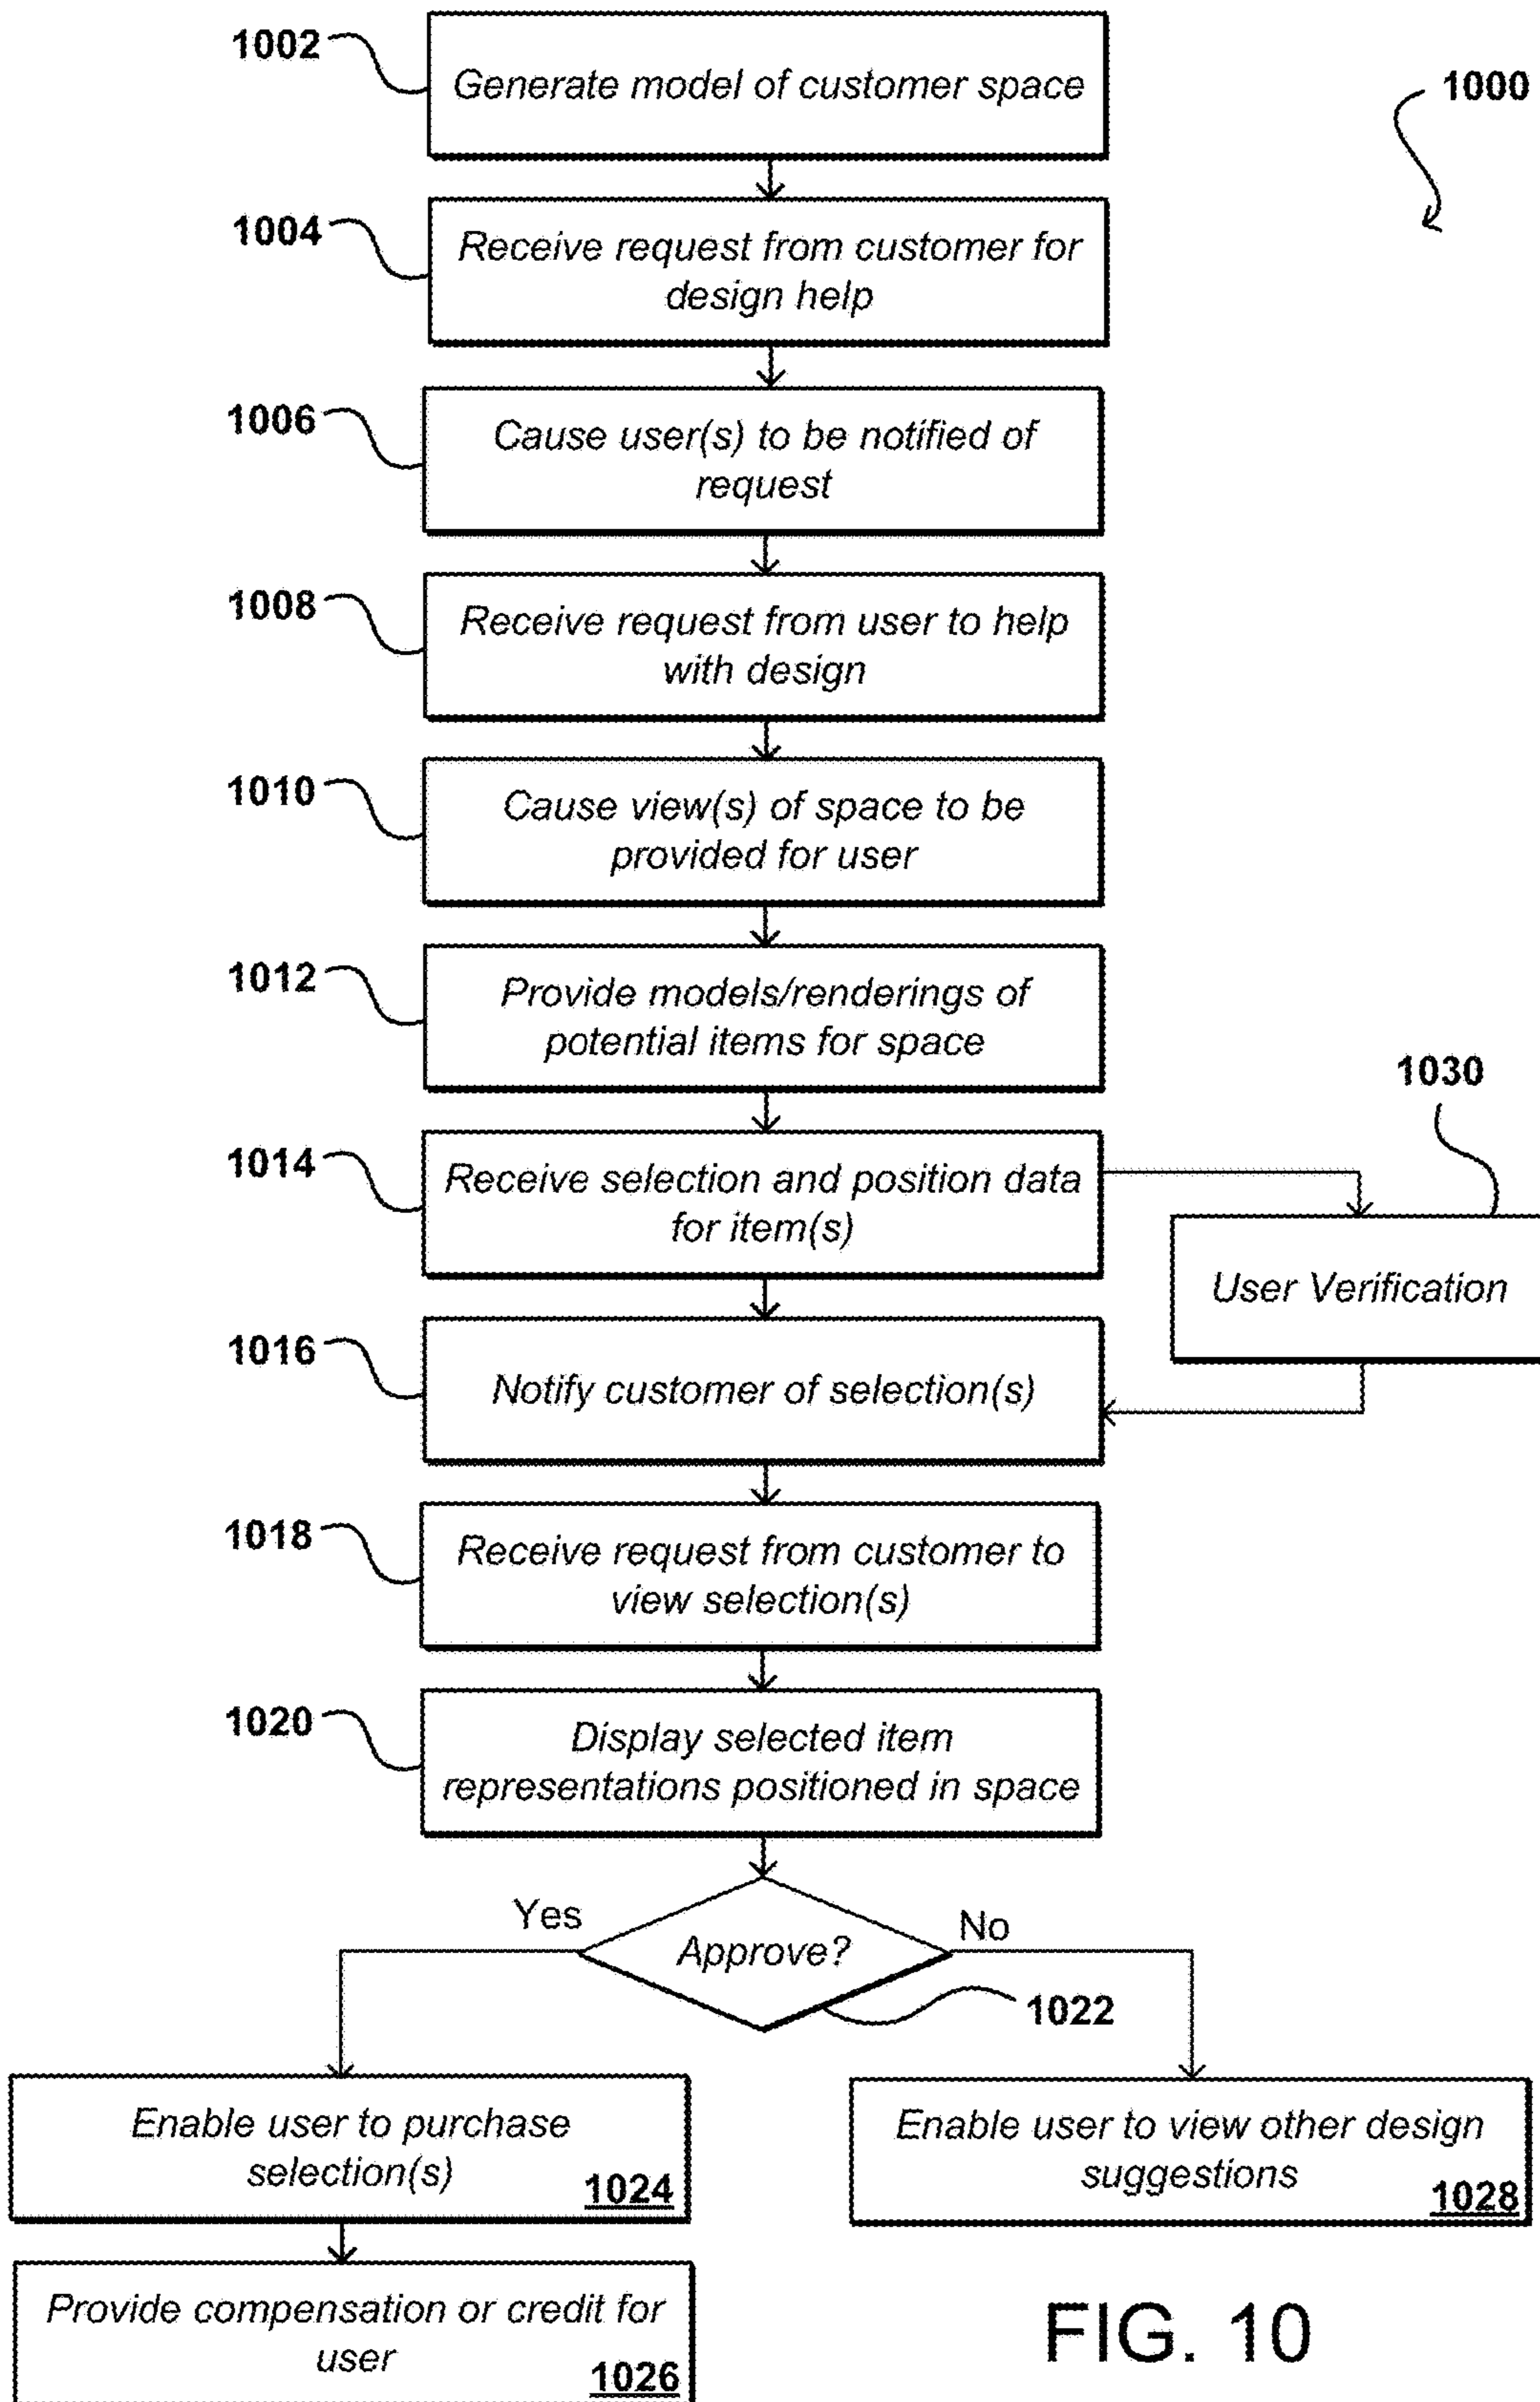 1002
Generate model of customer space
1000
1004
Receive request from customer for
design help
1006
Cause user(s) to be notified of
request
1008
Receive request from user to help
with design
1010
Cause view(s) of space to be
provided for user
1012
Provide models/renderings of
potential items for space
1030
1014
Receive selection and position data
for item(s)
User Verification
1016
Notify customer of selection(s)
1018
Receive request from customer to
view selection(s)
1020
Display selected item
representations positioned in space
Yes
No
Approve?
1022
Enable user to purchase
selection(s)
1024
Enable user to view other design
suggestions
1028
Provide compensation or credit for
user
1026
FIG. 10